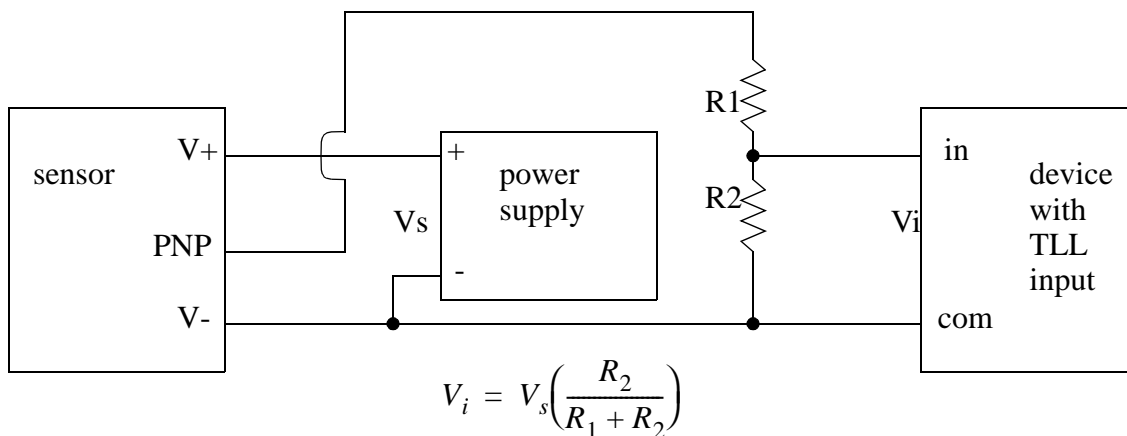 R1
V+
+
in
sensor
power
supply
device
with
TLL
input
R2
Vs
Vi
PNP
-
V-
com
V_i = V_s(R_2 / (R_1 + R_2))